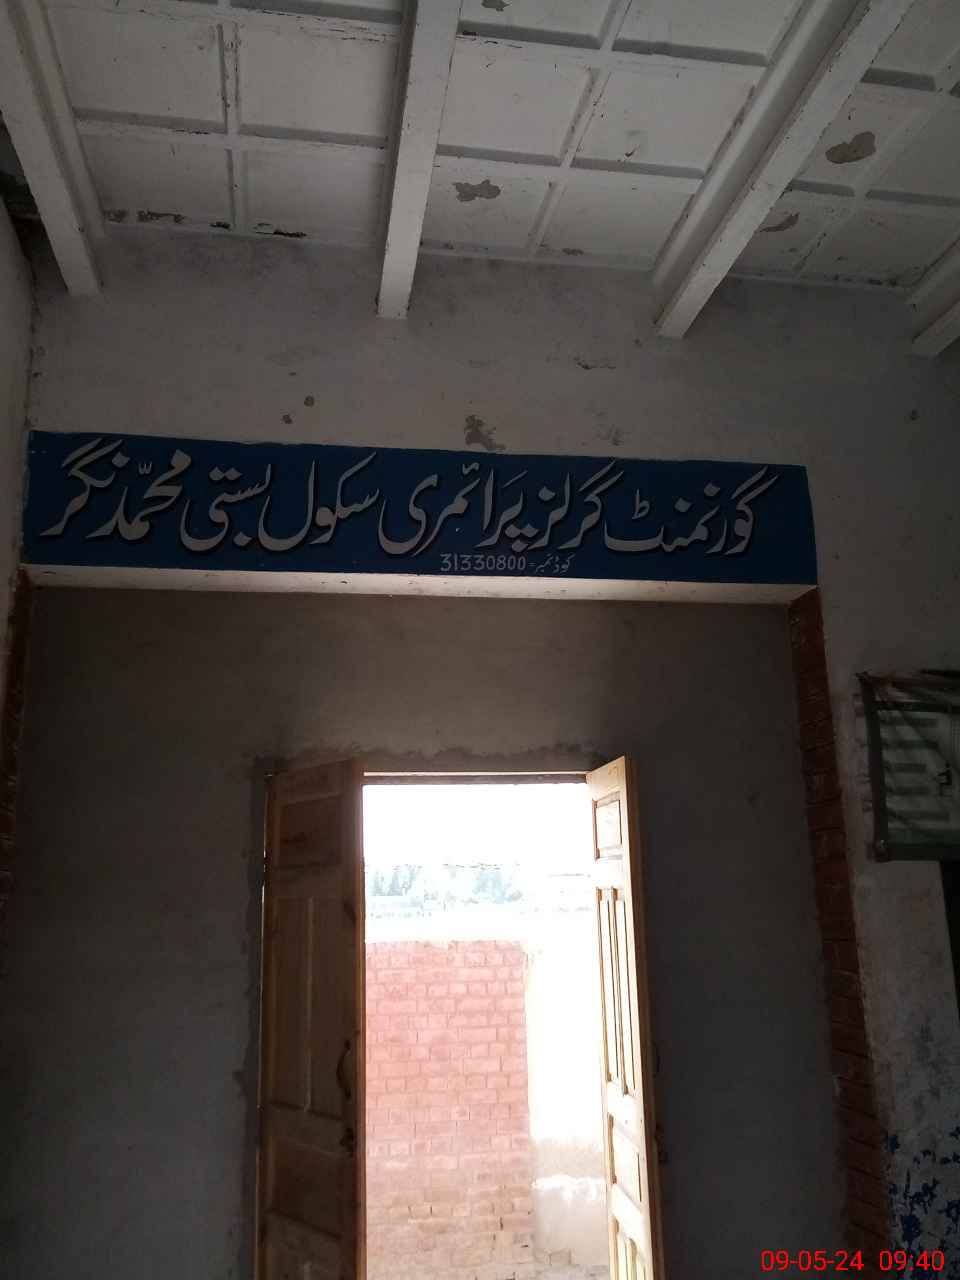 گورنمنٹ گرلز پرائمری سکول بستی محمد نگر
کوڈ نمبر = 31330800
09-05-24 09:40